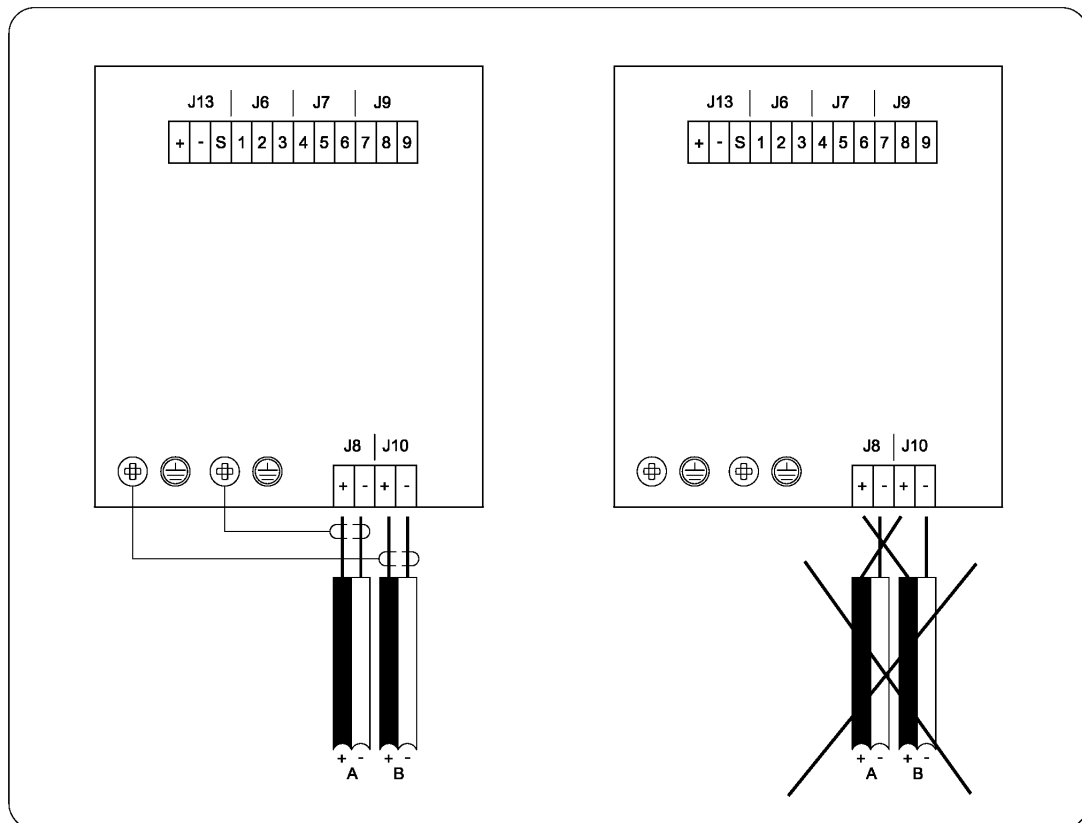 J13 J6 J7 J9
+ - S 1 2 3 4 5 6 7 8 9
J8 J10
+ - + -
+ - + -
A B
J13 J6 J7 J9
+ - S 1 2 3 4 5 6 7 8 9
J8 J10
+ - + -
+ - + -
A B